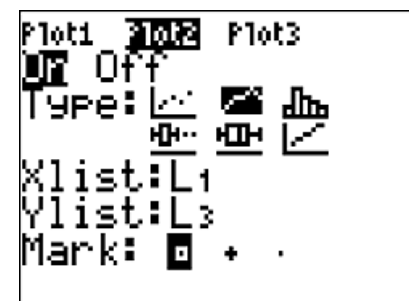 Plot1 Plot2 Plot3
On Off
Type:
Xlist:L1
Ylist:L3
Mark: